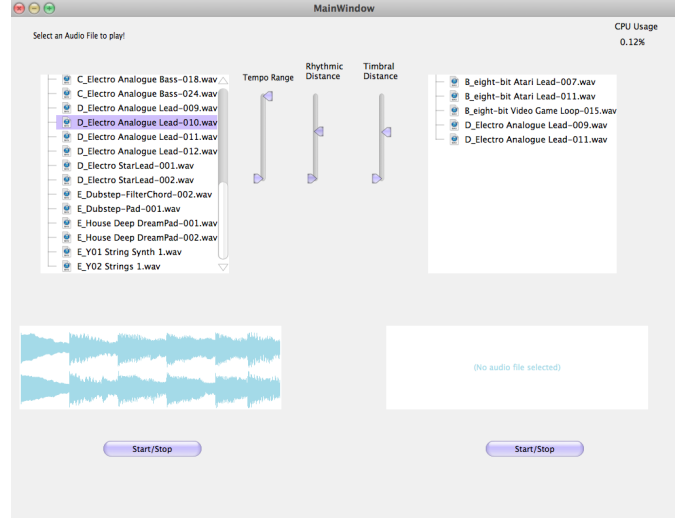 MainWindow
CPU Usage
0.12%
Select an Audio File to play!
Tempo Range
Rhythmic
Distance
Timbral
Distance
C_Electro Analogue Bass-018.wav
C_Electro Analogue Bass-024.wav
D_Electro Analogue Lead-009.wav
D_Electro Analogue Lead-010.wav
D_Electro Analogue Lead-011.wav
D_Electro Analogue Lead-012.wav
D_Electro StarLead-001.wav
D_Electro StarLead-002.wav
E_Dubstep-FilterChord-002.wav
E_Dubstep-Pad-001.wav
E_House Deep DreamPad-001.wav
E_House Deep DreamPad-002.wav
E_Y01 String Synth 1.wav
E_Y02 Strings 1.wav
B_eight-bit Atari Lead-007.wav
B_eight-bit Atari Lead-011.wav
B_eight-bit Video Game Loop-015.wav
D_Electro Analogue Lead-009.wav
D_Electro Analogue Lead-011.wav
(No audio file selected)
Start/Stop
Start/Stop